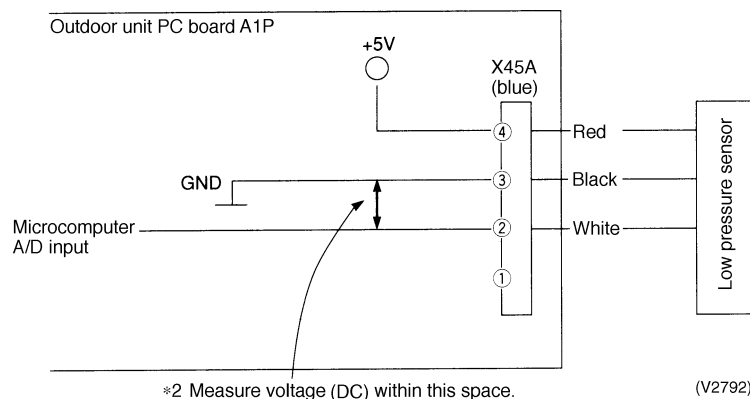 Outdoor unit PC board A1P
+5V
X45A
(blue)
④
Red
GND
③
Black
Microcomputer
A/D input
②
White
①
Low pressure sensor
*2 Measure voltage (DC) within this space.
(V2792)